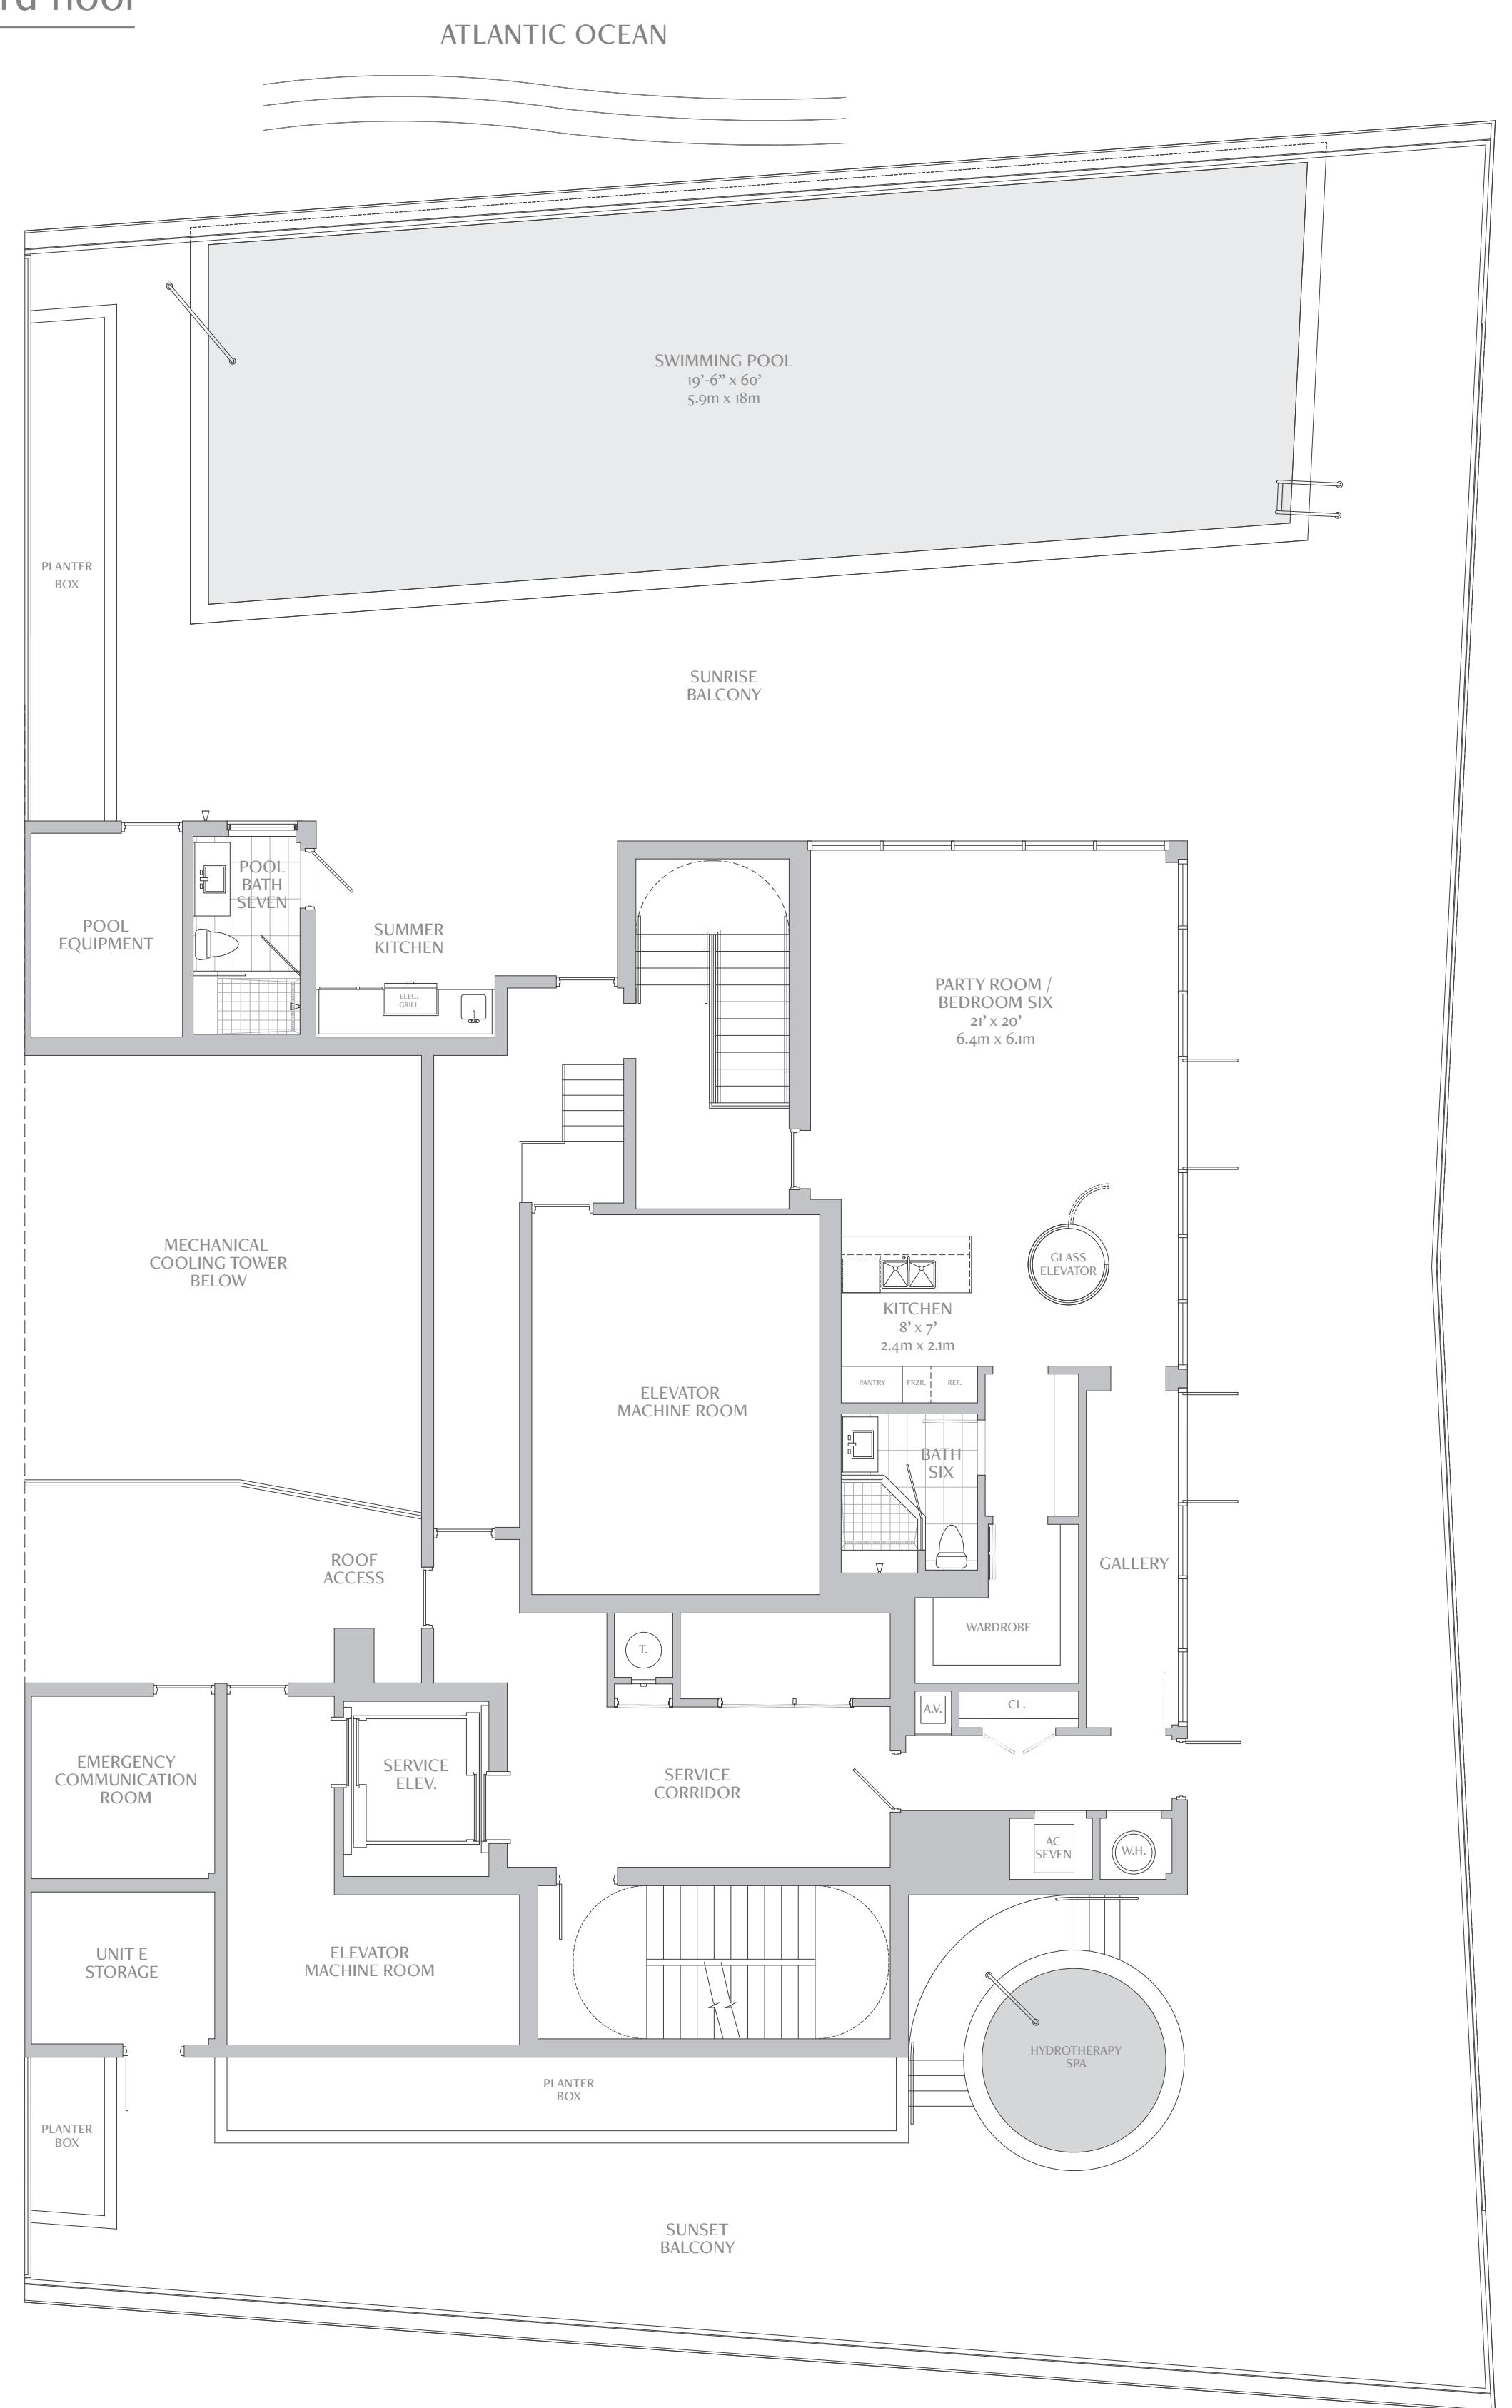 ATLANTIC OCEAN
SWIMMING POOL
19'-6" x 60'
5.9m x 18m
PLANTER
BOX
SUNRISE
BALCONY
POOL
BATH
SEVEN
POOL
EQUIPMENT
SUMMER
KITCHEN
ELEC.
GRILL
PARTY ROOM /
BEDROOM SIX
21' x 20'
6.4m x 6.1m
MECHANICAL
COOLING TOWER
BELOW
GLASS
ELEVATOR
KITCHEN
8' x 7'
2.4m x 2.1m
PANTRY
FRZR.
REF.
ELEVATOR
MACHINE ROOM
BATH
SIX
ROOF
ACCESS
GALLERY
WARDROBE
T.
A.V.
CL.
EMERGENCY
COMMUNICATION
ROOM
SERVICE
ELEV.
SERVICE
CORRIDOR
AC
SEVEN
W.H.
UNIT E
STORAGE
ELEVATOR
MACHINE ROOM
HYDROTHERAPY
SPA
PLANTER
BOX
PLANTER
BOX
SUNSET
BALCONY